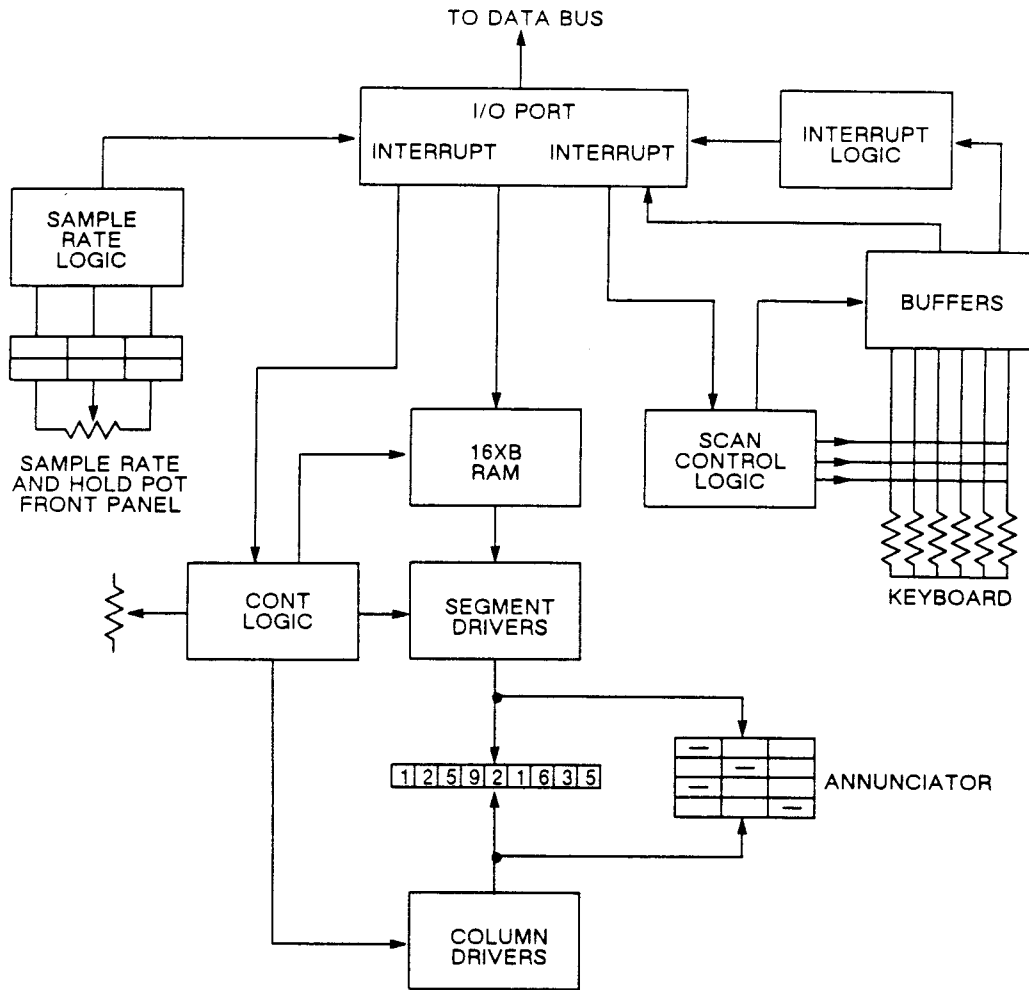 TO DATA BUS
I/O PORT
INTERRUPT INTERRUPT
INTERRUPT
LOGIC
SAMPLE
RATE
LOGIC
BUFFERS
SAMPLE RATE
AND HOLD POT
FRONT PANEL
16XB
RAM
SCAN
CONTROL
LOGIC
KEYBOARD
CONT
LOGIC
SEGMENT
DRIVERS
1 2 5 9 2 1 6 3 5
ANNUNCIATOR
COLUMN
DRIVERS